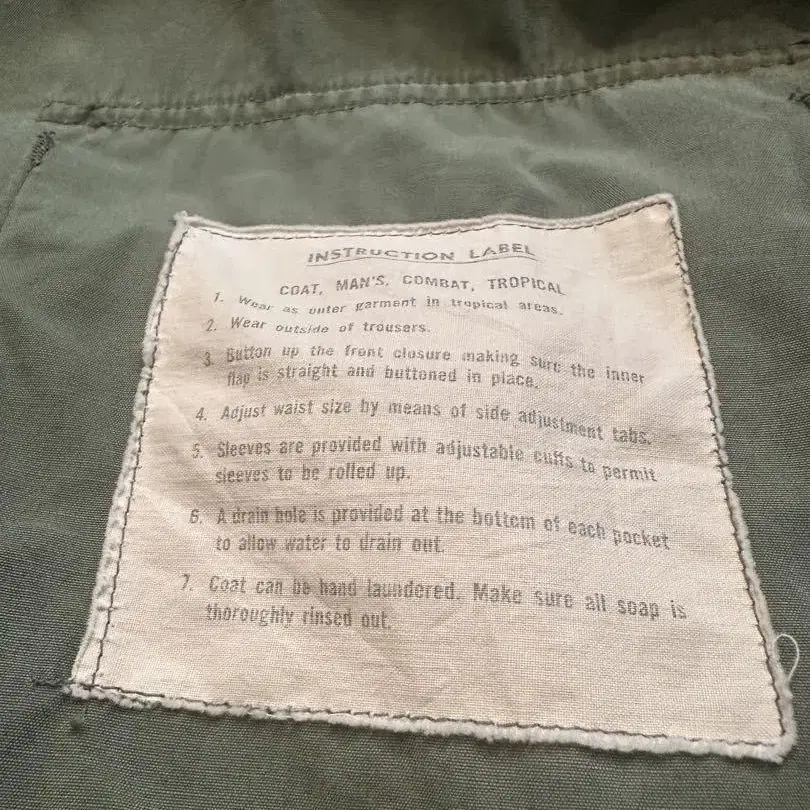 INSTRUCTION LABEL
COAT, MAN'S, COMBAT, TROPICAL
1. Wear as outer garment in tropical areas.
2. Wear outside of trousers.
3. Button up the front closure making sure the inner
flap is straight and buttoned in place.
4. Adjust waist size by means of side adjustment tabs.
5. Sleeves are provided with adjustable cuffs to permit
sleeves to be rolled up.
6. A drain hole is provided at the bottom of each pocket
to allow water to drain out.
7. Coat can be hand laundered. Make sure all soap is
thoroughly rinsed out.